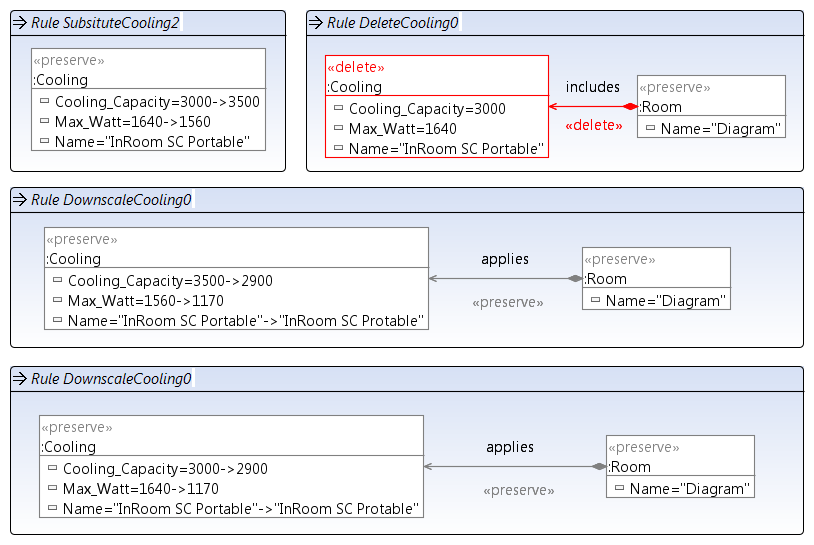 Rule SubsituteCooling2
«preserve»
:Cooling
Cooling_Capacity=3000->3500
Max_Watt=1640->1560
Name="InRoom SC Portable"
Rule DeleteCooling0
«delete»
:Cooling
Cooling_Capacity=3000
Max_Watt=1640
Name="InRoom SC Portable"
includes
«delete»
«preserve»
:Room
Name="Diagram"
Rule DownscaleCooling0
«preserve»
:Cooling
Cooling_Capacity=3500->2900
Max_Watt=1560->1170
Name="InRoom SC Portable"->"InRoom SC Protable"
applies
«preserve»
«preserve»
:Room
Name="Diagram"
Rule DownscaleCooling0
«preserve»
:Cooling
Cooling_Capacity=3000->2900
Max_Watt=1640->1170
Name="InRoom SC Portable"->"InRoom SC Protable"
applies
«preserve»
«preserve»
:Room
Name="Diagram"